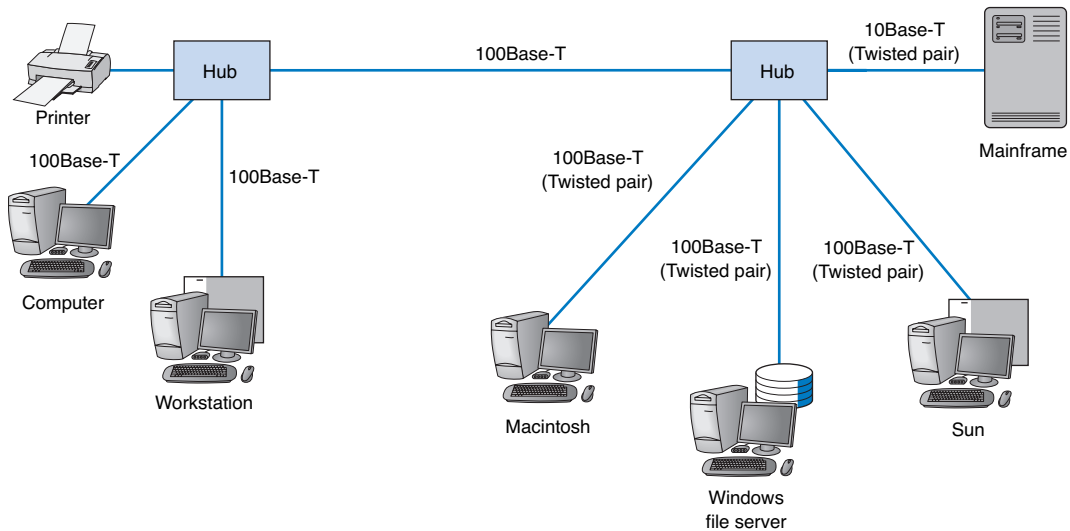 10Base-T
(Twisted pair)
100Base-T
Hub
Hub
Printer
Mainframe
100Base-T
100Base-T
(Twisted pair)
100Base-T
100Base-T
(Twisted pair)
100Base-T
(Twisted pair)
Computer
Workstation
Macintosh
Sun
Windows
file server